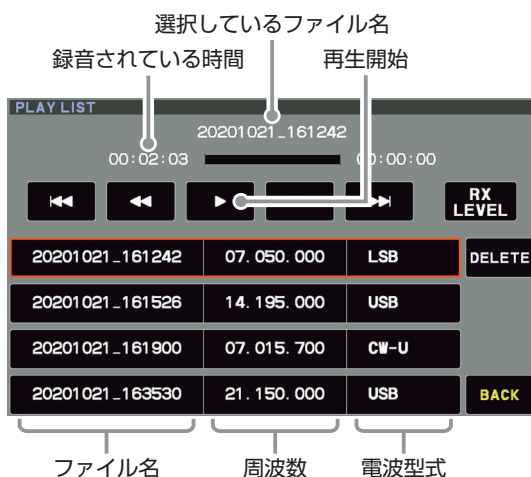 選択しているファイル名
録音されている時間
再生開始
PLAY LIST
20201021_161242
00:02:03
00:00:00
RX LEVEL
20201021_161242 07.050.000 LSB
DELETE
20201021_161526 14.195.000 USB
20201021_161900 07.015.700 CW-U
20201021_163530 21.150.000 USB
BACK
ファイル名 周波数 電波型式